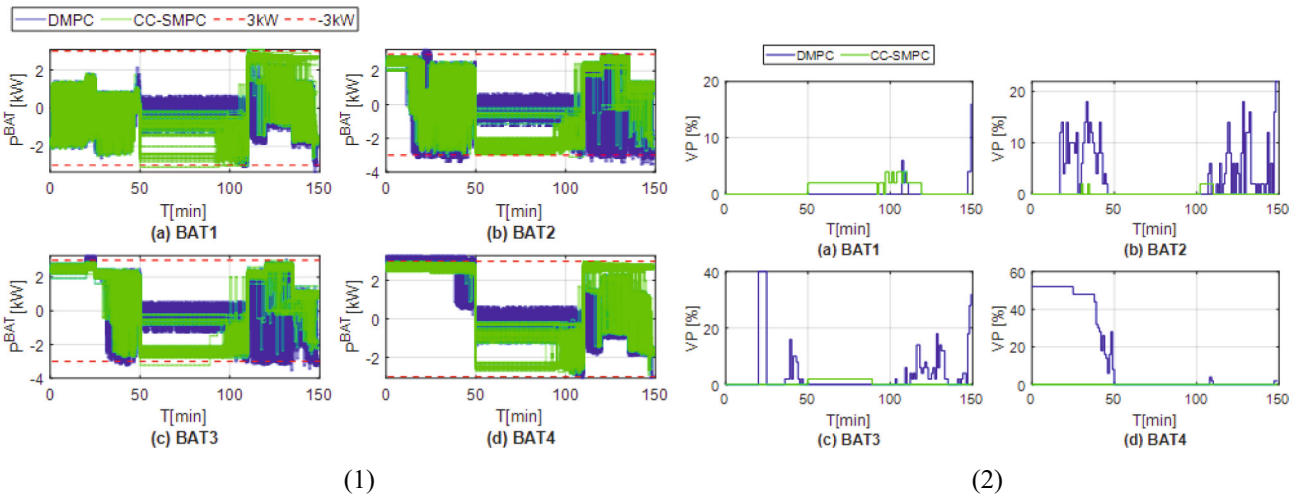 DMPC CC-SMPC 3kW -3kW
P^BAT [kW]
2
0
-2
0 50 100 150
T[min]
(a) BAT1
P^BAT [kW]
2
0
-2
-4
0 50 100 150
T[min]
(b) BAT2
P^BAT [kW]
2
0
-2
-4
0 50 100 150
T[min]
(c) BAT3
P^BAT [kW]
2
0
-2
0 50 100 150
T[min]
(d) BAT4
(1)
DMPC CC-SMPC
VP [%]
20
10
0
0 50 100 150
T[min]
(a) BAT1
VP [%]
20
10
0
0 50 100 150
T[min]
(b) BAT2
VP [%]
40
20
0
0 50 100 150
T[min]
(c) BAT3
VP [%]
60
40
20
0
0 50 100 150
T[min]
(d) BAT4
(2)